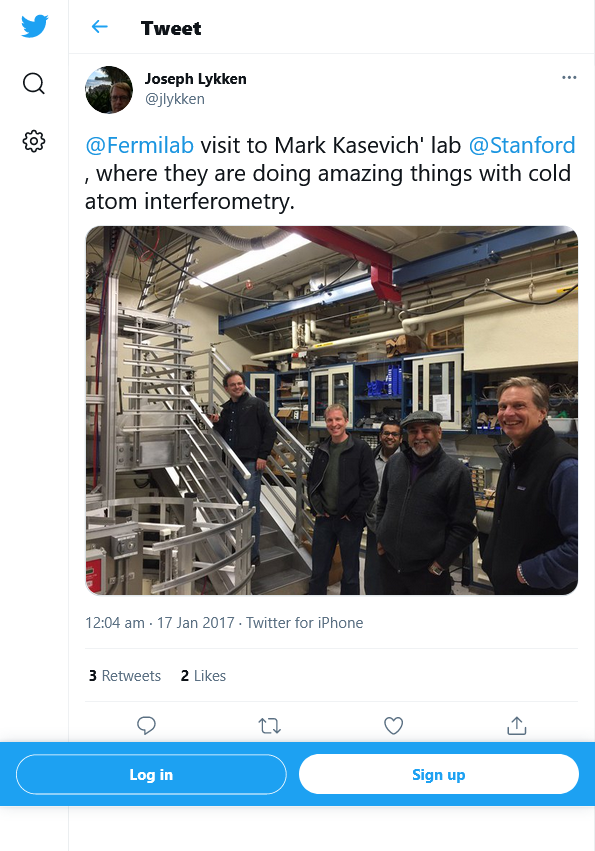 Tweet
Joseph Lykken
@jlykken
@Fermilab visit to Mark Kasevich' lab @Stanford
, where they are doing amazing things with cold
atom interferometry.
12:04 am · 17 Jan 2017 · Twitter for iPhone
3 Retweets 2 Likes
Log in
Sign up